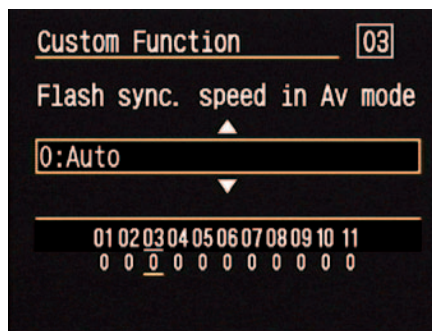 Custom Function 03
Flash sync. speed in Av mode
0:Auto
01 02 03 04 05 06 07 08 09 10 11
0 0 0 0 0 0 0 0 0 0 0